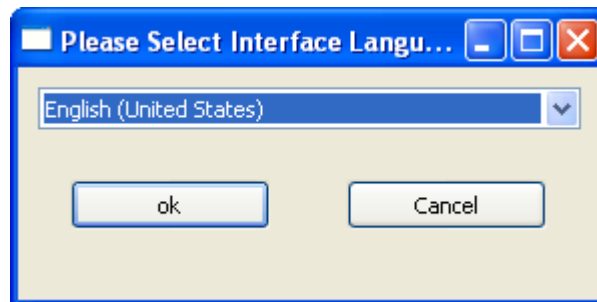 Please Select Interface Langu...
English (United States)
ok
Cancel